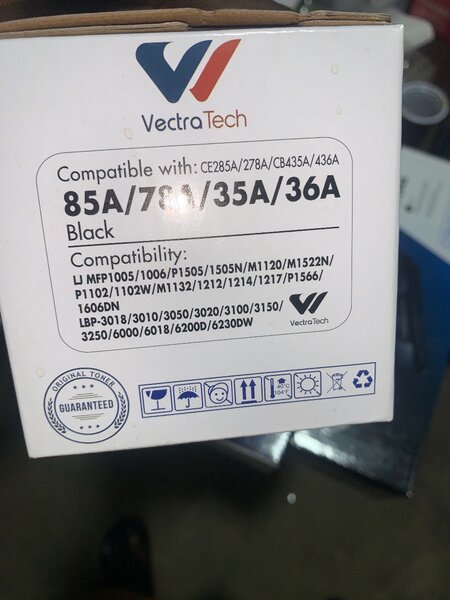 VectraTech
Compatible with: CE285A/278A/CB435A/436A
85A/78A/35A/36A
Black
Compatibility:
LJ MFP1005/1006/P1505/1505N/M1120/M1522N/
P1102/1102W/M1132/1212/1214/1217/P1566/
1606DN
LBP-3018/3010/3050/3020/3100/3150/
3250/6000/6018/6200D/6230DW
VectraTech
ORIGINAL TONER
GUARANTEED
40°C
104°F